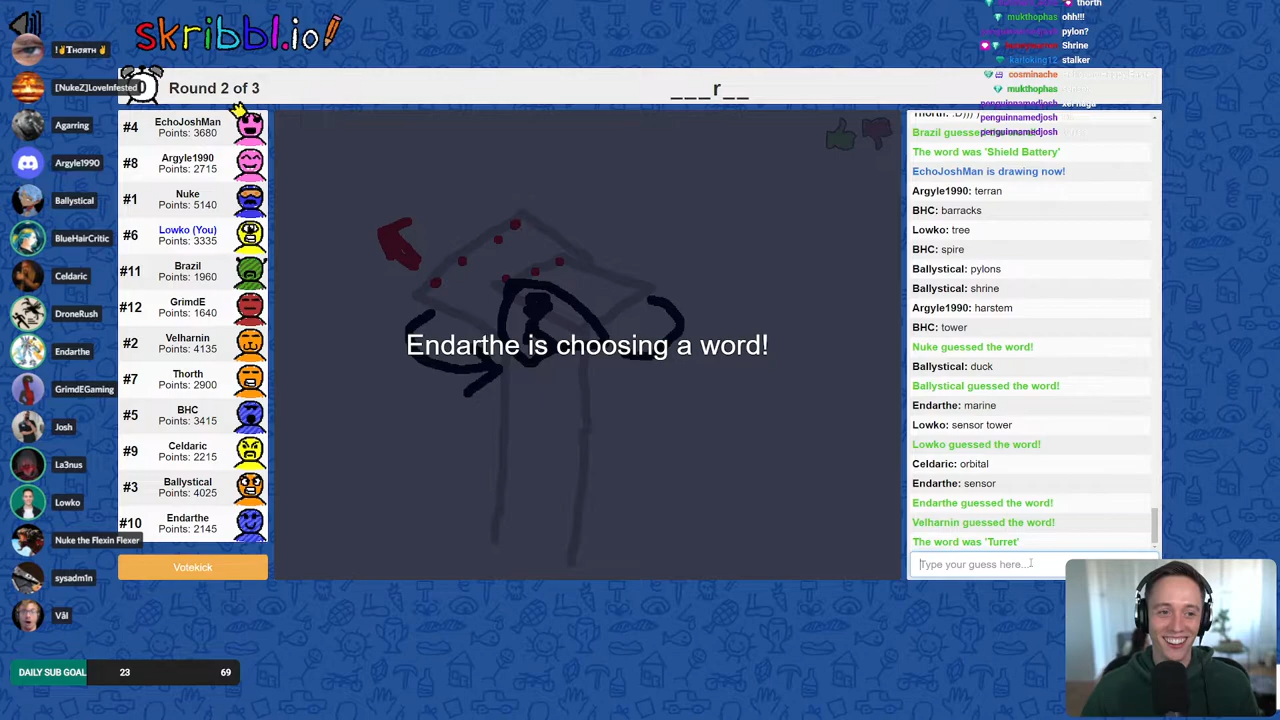 skribbl.io
!✌Thorth✌
[NukeZ]LoveInfested
Agarring
Argyle1990
Ballystical
BlueHairCritic
Celdaric
DroneRush
Endarthe
GrimdEGaming
Josh
La3nus
Lowko
Nuke the Flexin Flexer
sysadm1n
Vål
DAILY SUB GOAL 23 69
0
Round 2 of 3
___r__
#4 EchoJoshMan
Points: 3680
#8 Argyle1990
Points: 2715
#1 Nuke
Points: 5140
#6 Lowko (You)
Points: 3335
#11 Brazil
Points: 1960
#12 GrimdE
Points: 1640
#2 Velharnin
Points: 4135
#7 Thorth
Points: 2900
#5 BHC
Points: 3415
#9 Celdaric
Points: 2215
#3 Ballystical
Points: 4025
#10 Endarthe
Points: 2145
Votekick
Endarthe is choosing a word!
thorth
mukthophas ohh!!!
pylon?
Shrine
karloking12 stalker
cosminache
mukthophas
penguinnamedjosh
penguinnamedjosh
penguinnamedjosh
Brazil guessed
The word was 'Shield Battery'
EchoJoshMan is drawing now!
Argyle1990: terran
BHC: barracks
Lowko: tree
BHC: spire
Ballystical: pylons
Ballystical: shrine
Argyle1990: harstem
BHC: tower
Nuke guessed the word!
Ballystical: duck
Ballystical guessed the word!
Endarthe: marine
Lowko: sensor tower
Lowko guessed the word!
Celdaric: orbital
Endarthe: sensor
Endarthe guessed the word!
Velharnin guessed the word!
The word was 'Turret'
Type your guess here...